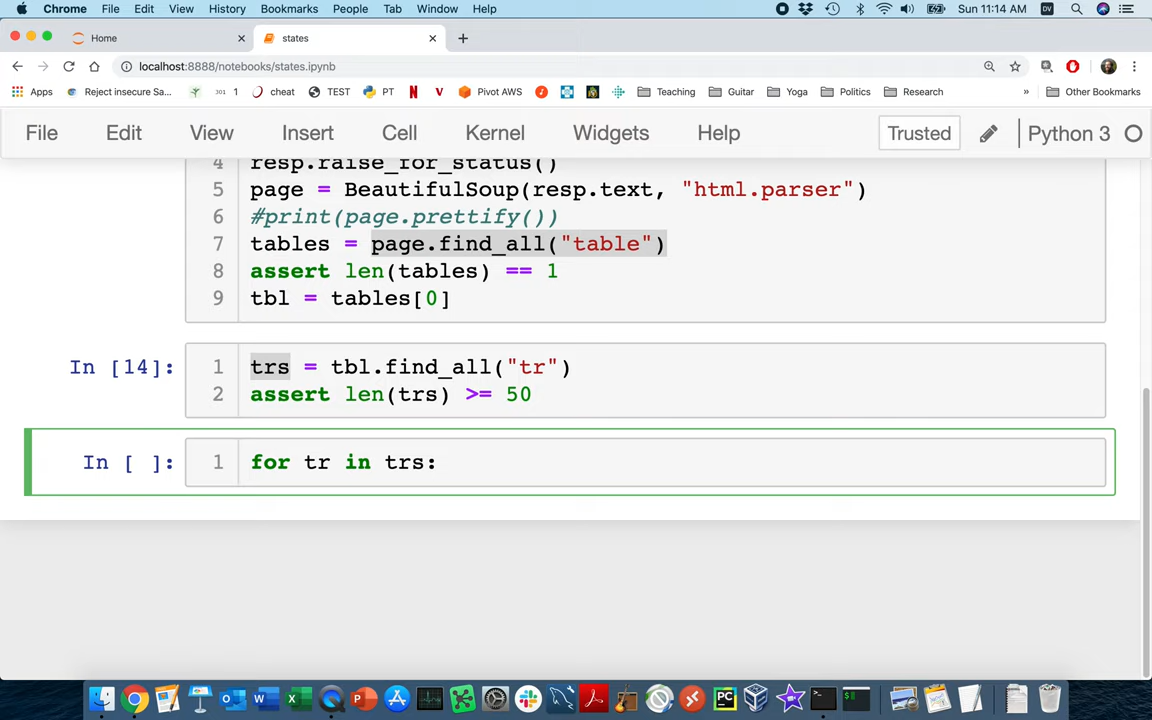 Chrome File Edit View History Bookmarks People Tab Window Help Sun 11:14 AM DV
Home states
localhost:8888/notebooks/states.ipynb
Apps Reject insecure Sa... 301 1 cheat TEST PT N V Pivot AWS Teaching Guitar Yoga Politics Research » Other Bookmarks
File Edit View Insert Cell Kernel Widgets Help Trusted Python 3
4 resp.raise_for_status()
5 page = BeautifulSoup(resp.text, "html.parser")
6 #print(page.prettify())
7 tables = page.find_all("table")
8 assert len(tables) == 1
9 tbl = tables[0]
In [14]: 1 trs = tbl.find_all("tr")
2 assert len(trs) >= 50
In [ ]: 1 for tr in trs: